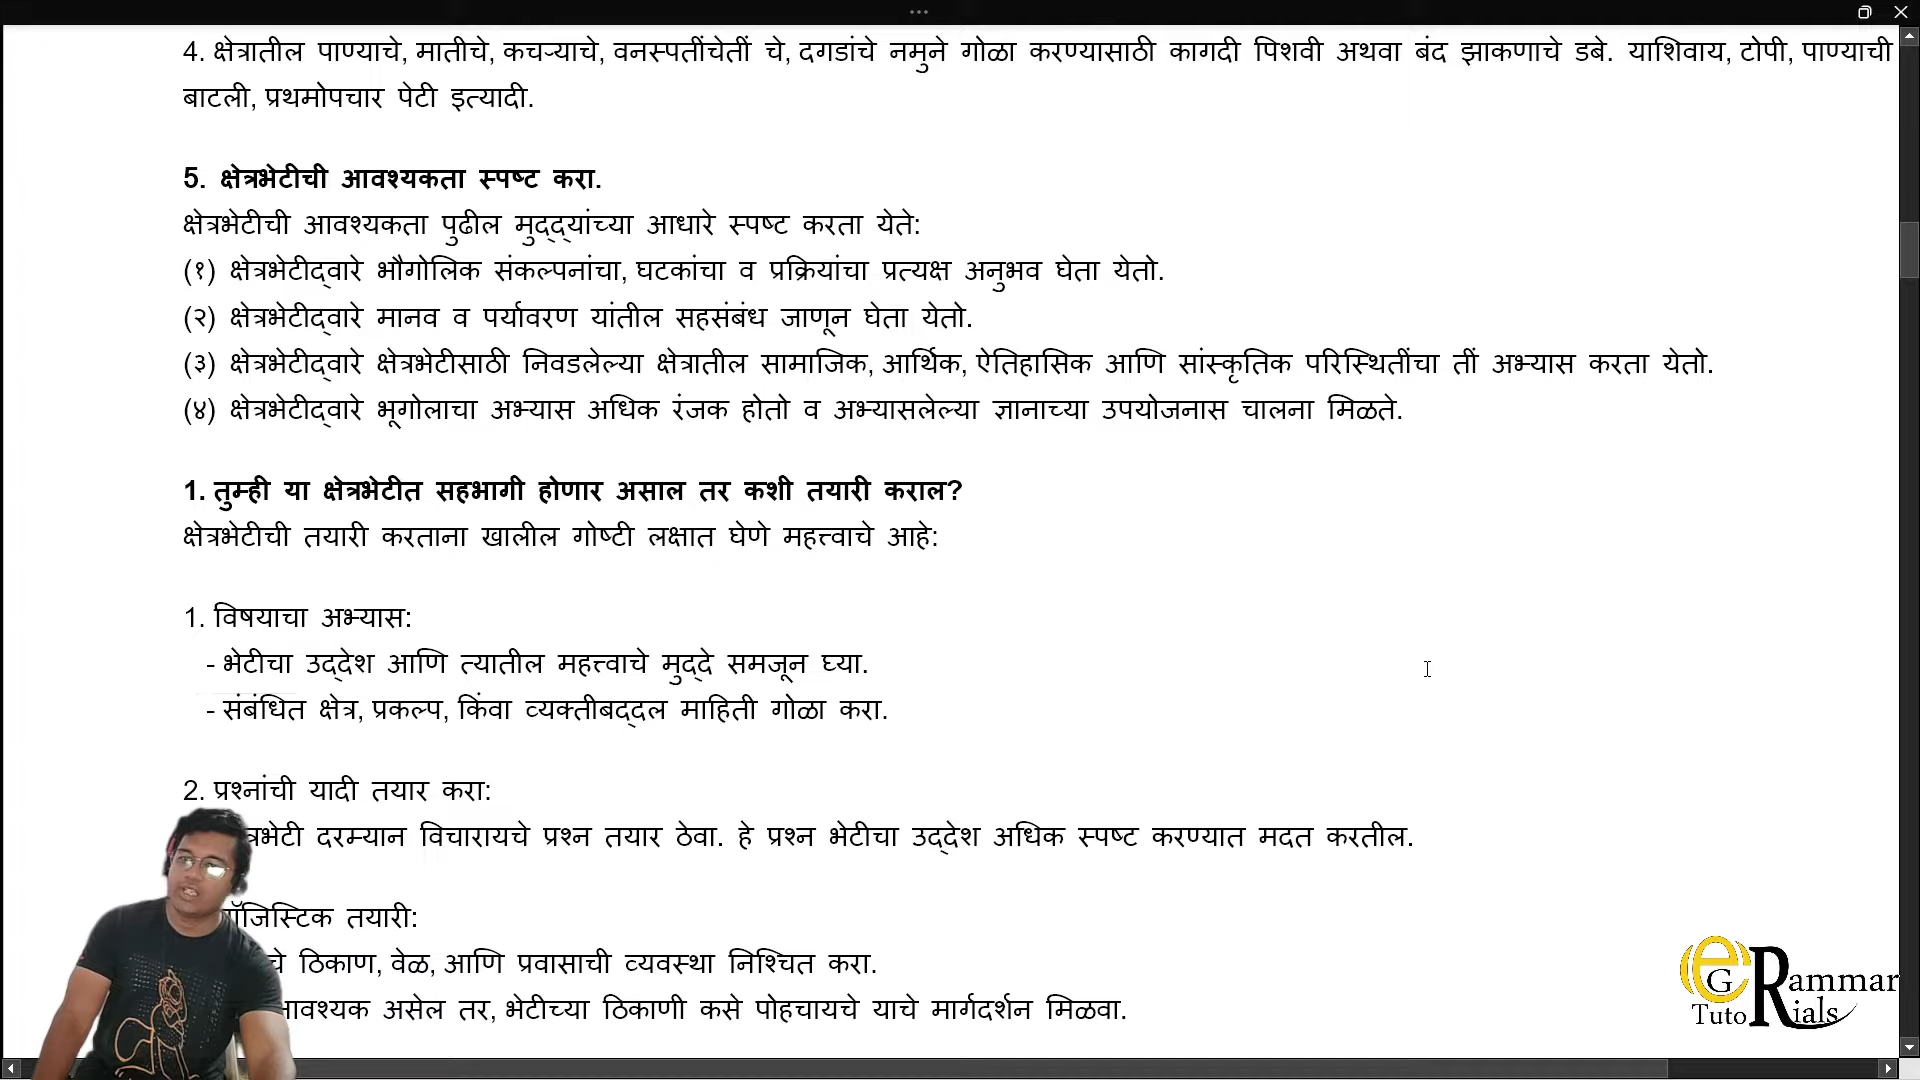 4. क्षेत्रातील पाण्याचे, मातीचे, कचऱ्याचे, वनस्पतींचेतीं चे, दगडांचे नमुने गोळा करण्यासाठी कागदी पिशवी अथवा बंद झाकणाचे डबे. याशिवाय, टोपी, पाण्याची
बाटली, प्रथमोपचार पेटी इत्यादी.
5. क्षेत्रभेटीची आवश्यकता स्पष्ट करा.
क्षेत्रभेटीची आवश्यकता पुढील मुद्द्यांच्या आधारे स्पष्ट करता येते:
(१) क्षेत्रभेटीद्वारे भौगोलिक संकल्पनांचा, घटकांचा व प्रक्रियांचा प्रत्यक्ष अनुभव घेता येतो.
(२) क्षेत्रभेटीद्वारे मानव व पर्यावरण यांतील सहसंबंध जाणून घेता येतो.
(३) क्षेत्रभेटीद्वारे क्षेत्रभेटीसाठी निवडलेल्या क्षेत्रातील सामाजिक, आर्थिक, ऐतिहासिक आणि सांस्कृतिक परिस्थितींचा तीं अभ्यास करता येतो.
(४) क्षेत्रभेटीद्वारे भूगोलाचा अभ्यास अधिक रंजक होतो व अभ्यासलेल्या ज्ञानाच्या उपयोजनास चालना मिळते.
1. तुम्ही या क्षेत्रभेटीत सहभागी होणार असाल तर कशी तयारी कराल?
क्षेत्रभेटीची तयारी करताना खालील गोष्टी लक्षात घेणे महत्त्वाचे आहे:
1. विषयाचा अभ्यास:
- भेटीचा उद्देश आणि त्यातील महत्त्वाचे मुद्दे समजून घ्या.
- संबंधित क्षेत्र, प्रकल्प, किंवा व्यक्तीबद्दल माहिती गोळा करा.
2. प्रश्नांची यादी तयार करा:
दरम्यान विचारायचे प्रश्न तयार ठेवा. हे प्रश्न भेटीचा उद्देश अधिक स्पष्ट करण्यात मदत करतील.
तयारी:
ठिकाण, वेळ, आणि प्रवासाची व्यवस्था निश्चित करा.
असेल तर, भेटीच्या ठिकाणी कसे पोहचायचे याचे मार्गदर्शन मिळवा.
eGrammar
Tutorials